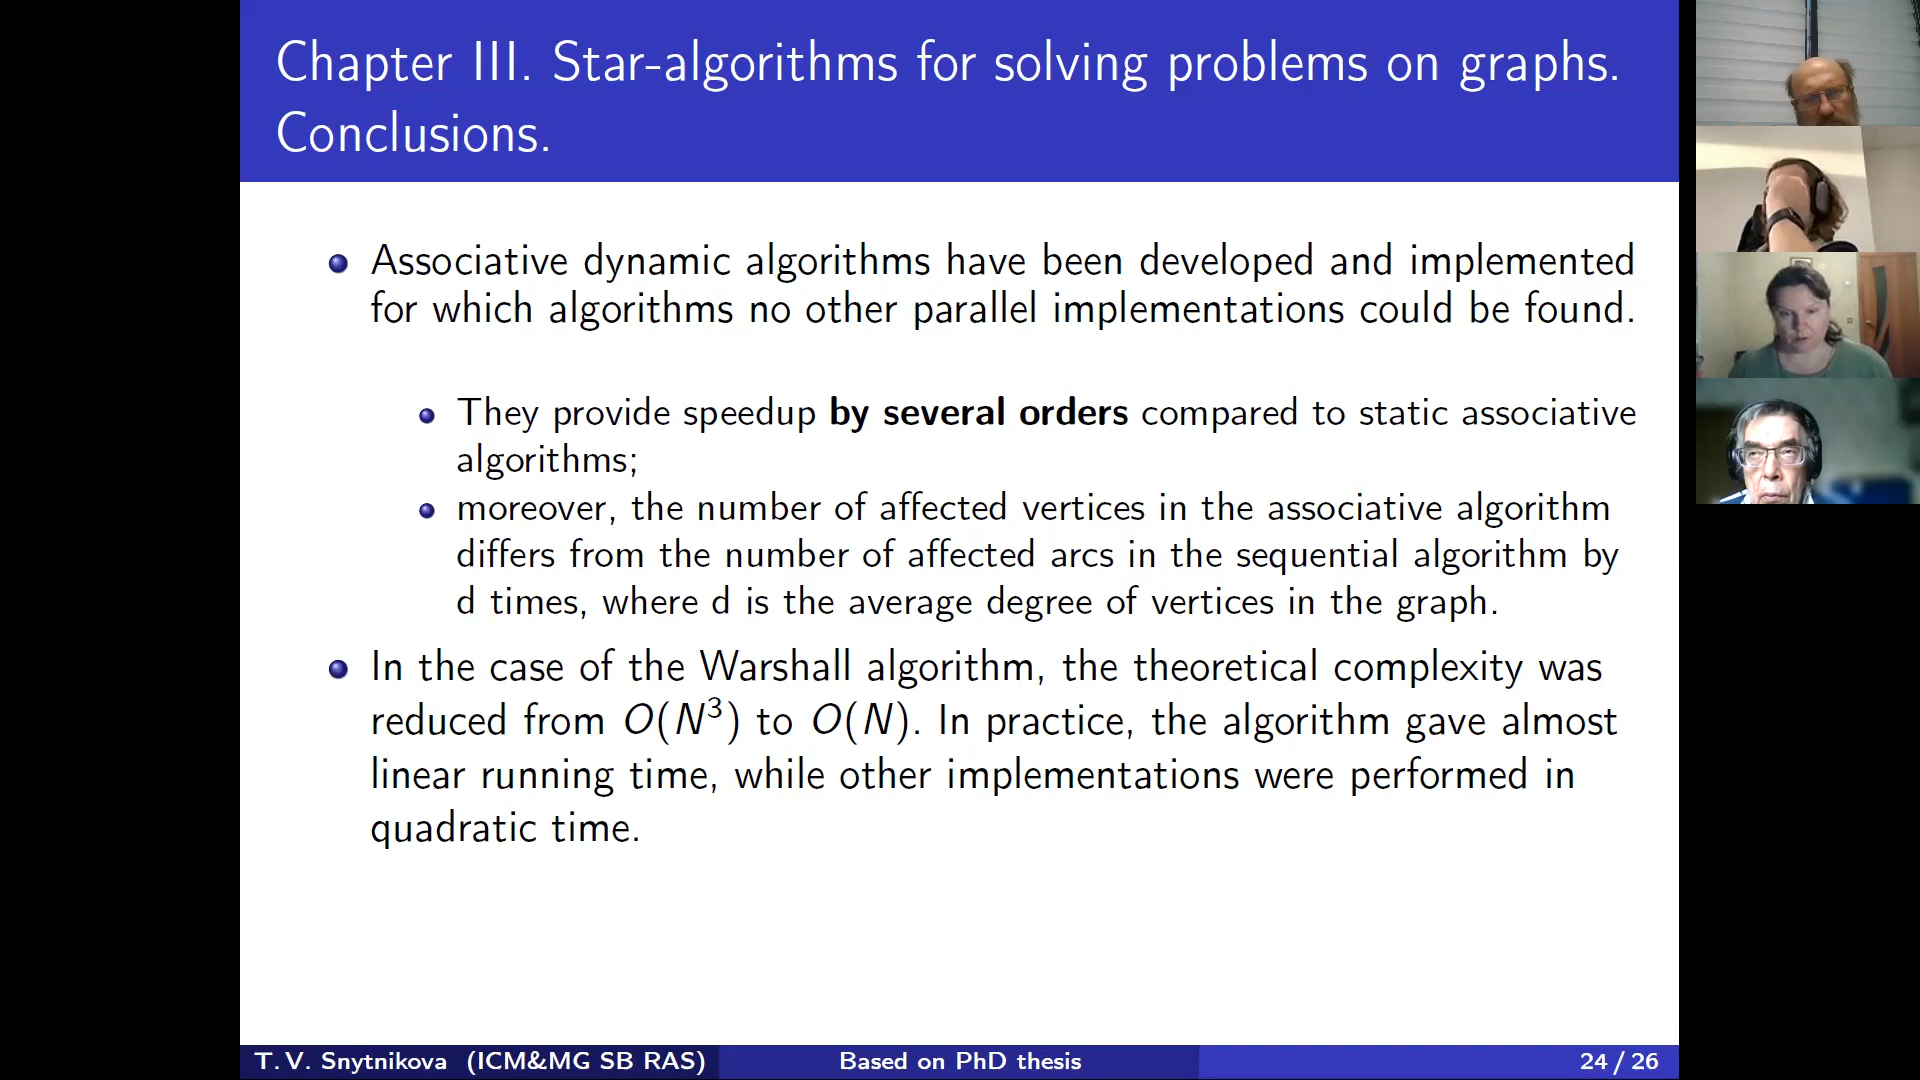 Chapter III. Star-algorithms for solving problems on graphs.
Conclusions.
Associative dynamic algorithms have been developed and implemented
for which algorithms no other parallel implementations could be found.
They provide speedup by several orders compared to static associative
algorithms;
moreover, the number of affected vertices in the associative algorithm
differs from the number of affected arcs in the sequential algorithm by
d times, where d is the average degree of vertices in the graph.
In the case of the Warshall algorithm, the theoretical complexity was
reduced from O(N³) to O(N). In practice, the algorithm gave almost
linear running time, while other implementations were performed in
quadratic time.
T. V. Snytnikova (ICM&MG SB RAS) Based on PhD thesis 24 / 26